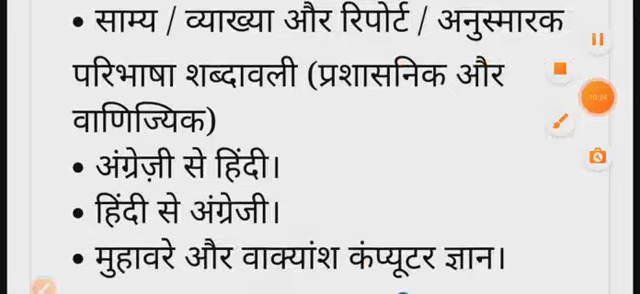 • साम्य / व्याख्या और रिपोर्ट / अनुस्मारक
परिभाषा शब्दावली (प्रशासनिक और
वाणिज्यिक)
• अंग्रेज़ी से हिंदी।
• हिंदी से अंग्रेजी।
• मुहावरे और वाक्यांश कंप्यूटर ज्ञान।